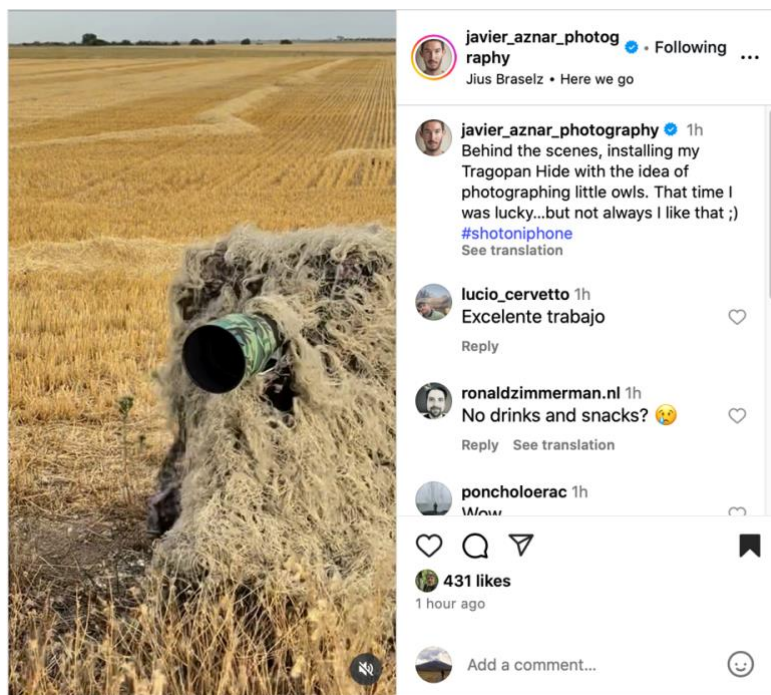 javier_aznar_photog
raphy • Following
Jius Braselz • Here we go
javier_aznar_photography 1h
Behind the scenes, installing my
Tragopan Hide with the idea of
photographing little owls. That time I
was lucky...but not always I like that ;)
#shotoniphone
See translation
lucio_cervetto 1h
Excelente trabajo
Reply
ronaldzimmerman.nl 1h
No drinks and snacks? 😢
Reply See translation
poncholoerac 1h
Wow
431 likes
1 hour ago
Add a comment...